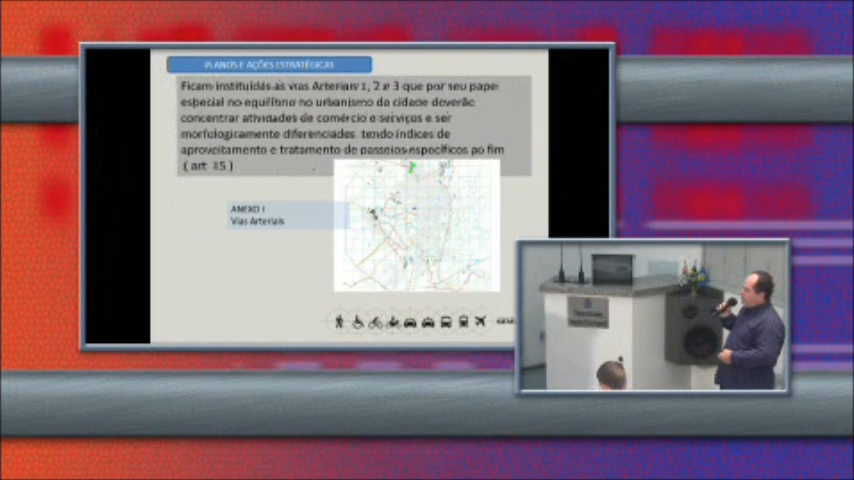 PLANOS E AÇÕES ESTRATÉGICAS
Ficam instituídas as vias Arteriais 1, 2 e 3 que por seu papel
especial no equilíbrio no urbanismo da cidade deverão
concentrar atividades de comércio e serviços e ser
morfologicamente diferenciadas tendo índices de
aproveitamento e tratamento de passeios específicos ao fim
( art 15 )
ANEXO I
Vias Arteriais